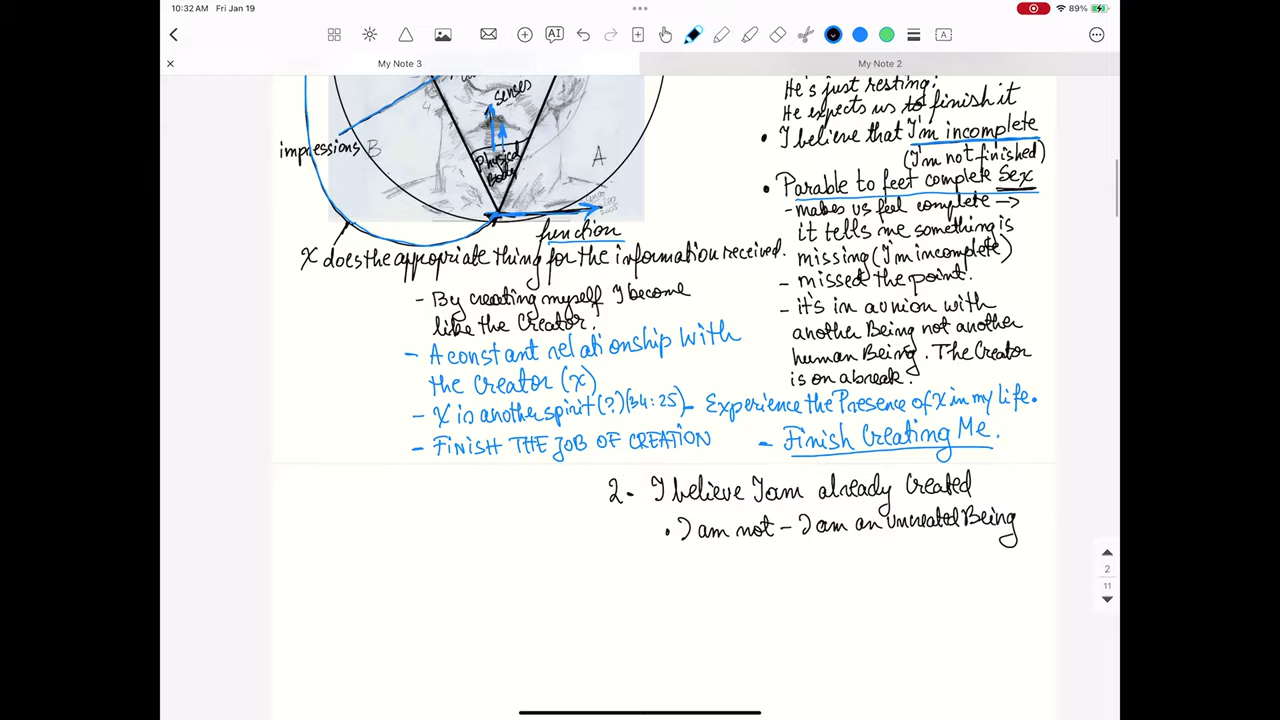 10:32 AM Fri Jan 19
89%
My Note 3
My Note 2
senses
impressions
B
Physical
Body
A
function
X does the appropriate thing for the information received.
- By creating myself I become
like the Creator!
- A constant relationship with
the Creator (X)
- X is another spirit (?) (34:25)
- FINISH THE JOB OF CREATION
He's just resting!
He expects us to finish it
• I believe that I'm incomplete
(I'm not finished)
• Parable to feet complete Sex
- makes us feel complete →
it tells me something is
missing (I'm incomplete)
- missed the point.
- it's in a union with
another Being not another
human Being. The Creator
is on a break.
- Experience the Presence of X in my life.
- Finish Creating Me.
2- I believe I am already Created
• I am not - I am an uncreated Being
2
11